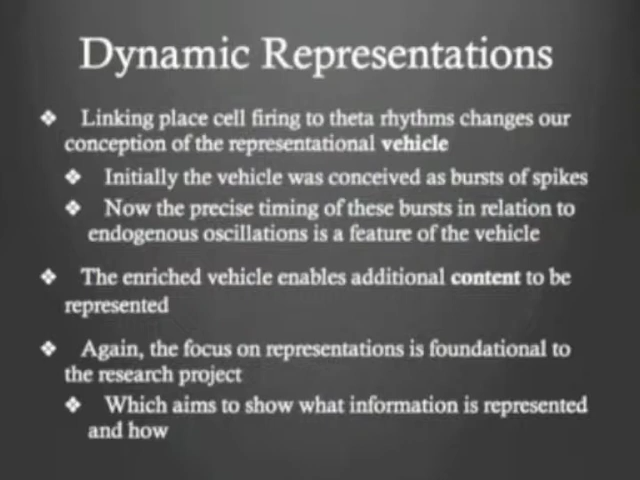 Dynamic Representations
❖ Linking place cell firing to theta rhythms changes our
conception of the representational vehicle
❖ Initially the vehicle was conceived as bursts of spikes
❖ Now the precise timing of these bursts in relation to
endogenous oscillations is a feature of the vehicle
❖ The enriched vehicle enables additional content to be
represented
❖ Again, the focus on representations is foundational to
the research project
❖ Which aims to show what information is represented
and how